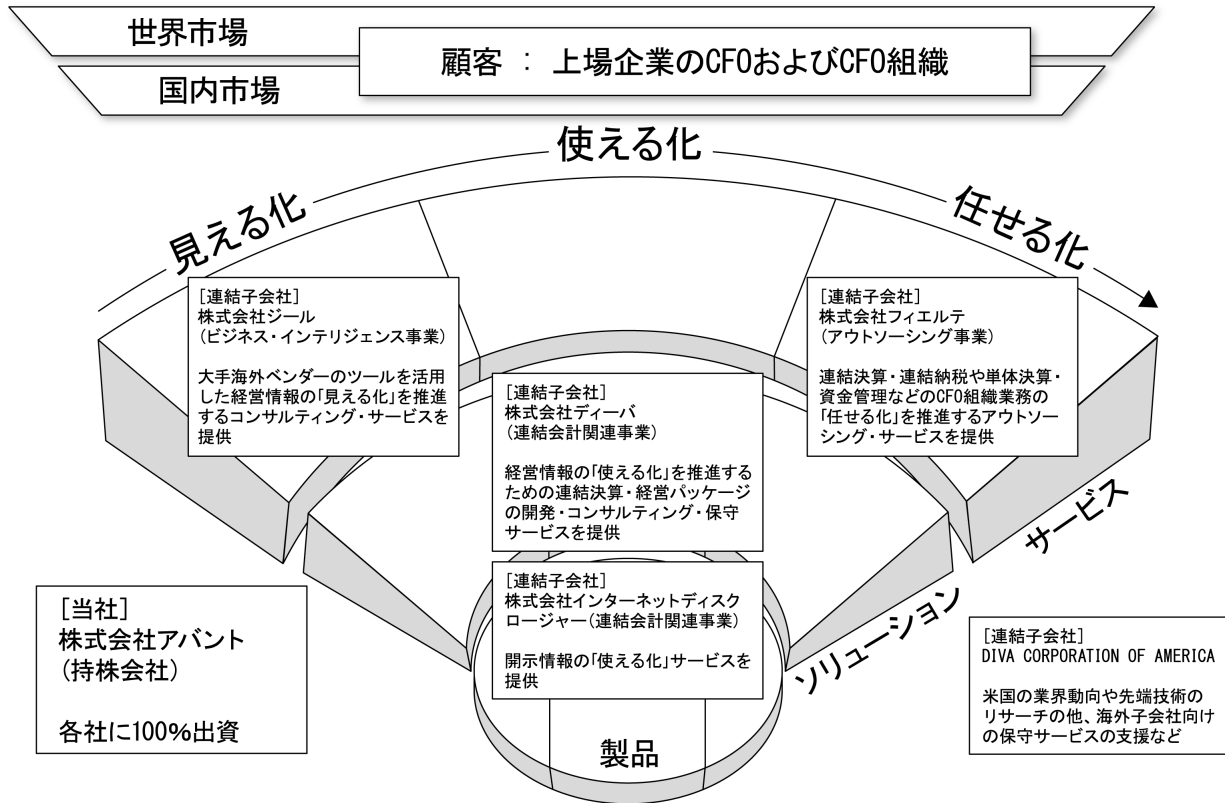 世界市場
国内市場
顧客 : 上場企業のCFOおよびCFO組織
見える化
使える化
任せる化
[連結子会社]
株式会社ジール
(ビジネス・インテリジェンス事業)
大手海外ベンダーのツールを活用
した経営情報の「見える化」を推進
するコンサルティング・サービスを
提供
[連結子会社]
株式会社ディーバ
(連結会計関連事業)
経営情報の「使える化」を推進する
ための連結決算・経営パッケージ
の開発・コンサルティング・保守
サービスを提供
[連結子会社]
株式会社フィエルテ
(アウトソーシング事業)
連結決算・連結納税や単体決算・
資金管理などのCFO組織業務の
「任せる化」を推進するアウトソー
シング・サービスを提供
[連結子会社]
株式会社インターネットディスク
ロージャー(連結会計関連事業)
開示情報の「使える化」サービスを
提供
製品
ソリューション
サービス
[当社]
株式会社アバント
(持株会社)
各社に100%出資
[連結子会社]
DIVA CORPORATION OF AMERICA
米国の業界動向や先端技術の
リサーチの他、海外子会社向け
の保守サービスの支援など